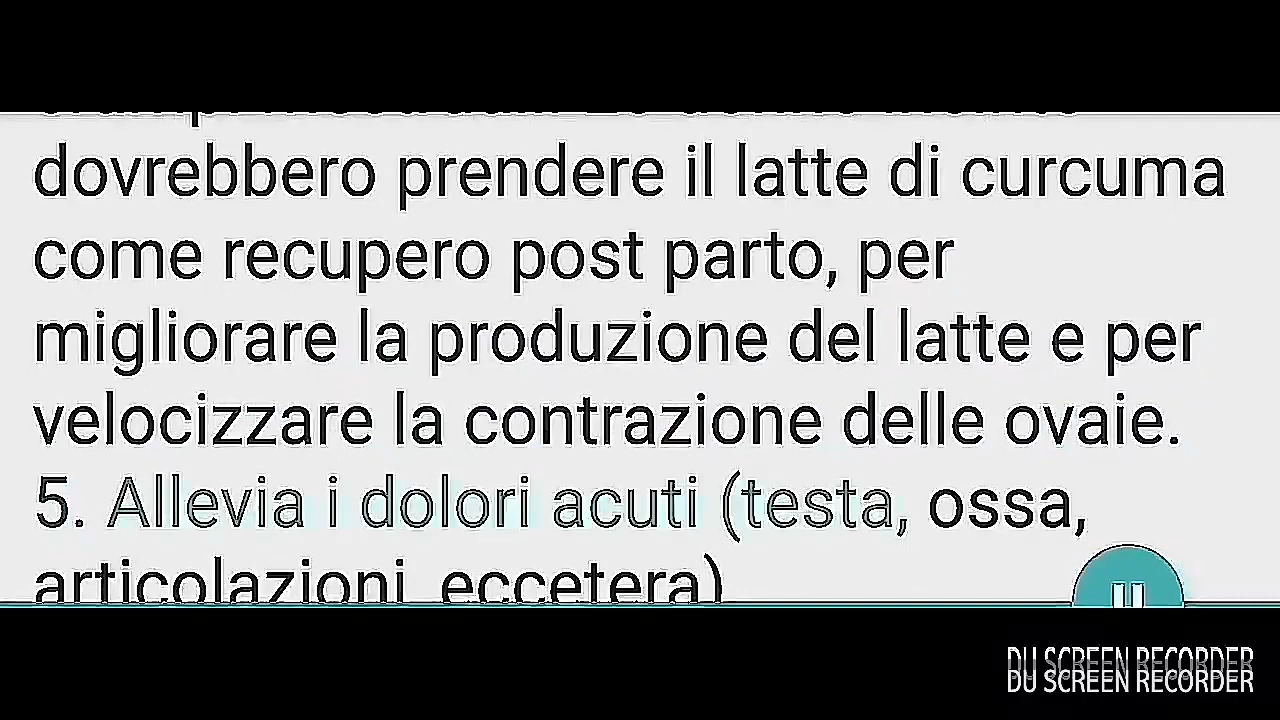 dovrebbero prendere il latte di curcuma
come recupero post parto, per
migliorare la produzione del latte e per
velocizzare la contrazione delle ovaie.
5. Allevia i dolori acuti (testa, ossa,
articolazioni, eccetera)
DU SCREEN RECORDER
DU SCREEN RECORDER